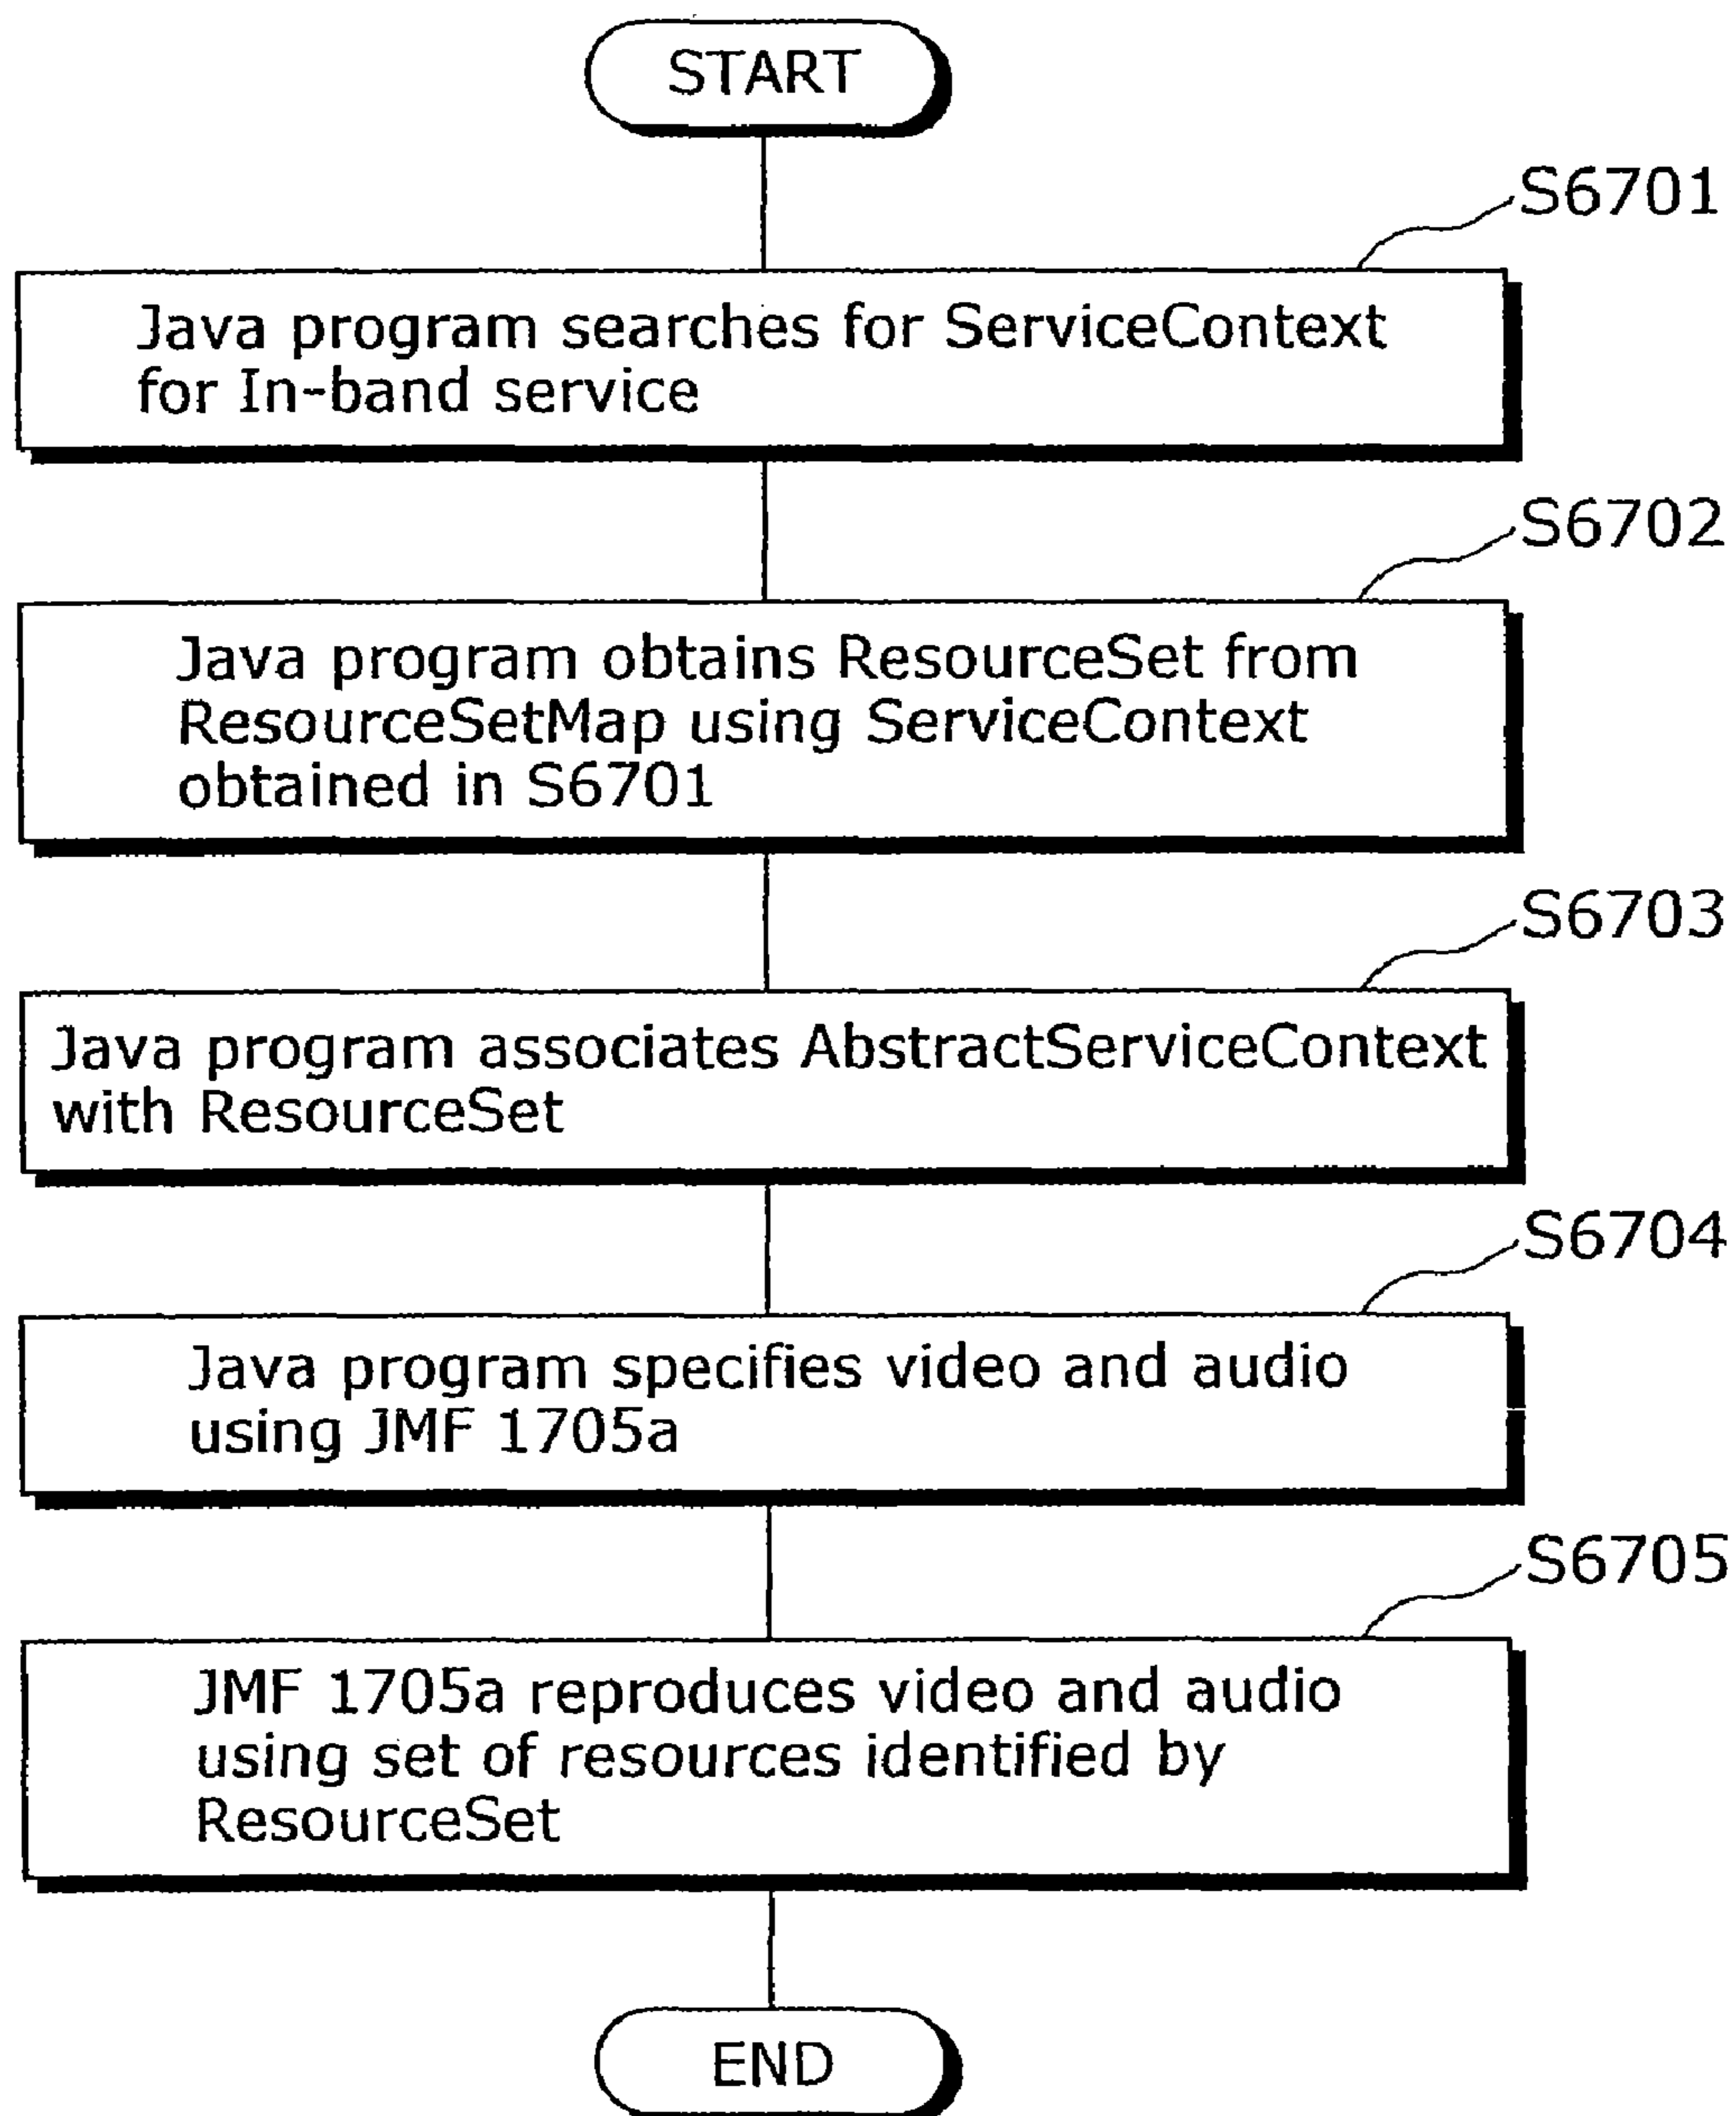 START
S6701
Java program searches for ServiceContext
for In-band service
S6702
Java program obtains ResourceSet from
ResourceSetMap using ServiceContext
obtained in S6701
S6703
Java program associates AbstractServiceContext
with ResourceSet
S6704
Java program specifies video and audio
using JMF 1705a
S6705
JMF 1705a reproduces video and audio
using set of resources identified by
ResourceSet
END